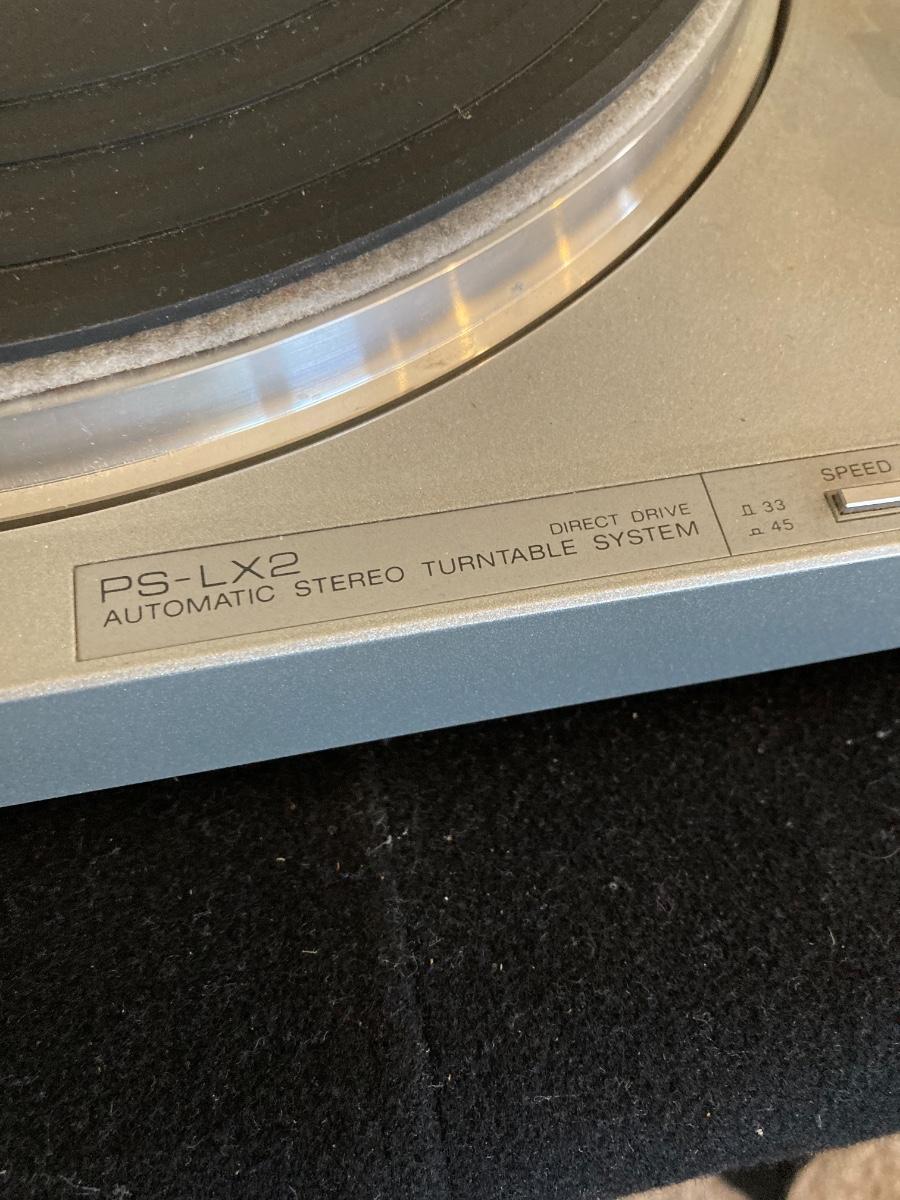 PS-LX2
DIRECT DRIVE
AUTOMATIC STEREO TURNTABLE SYSTEM
SPEED
33
45